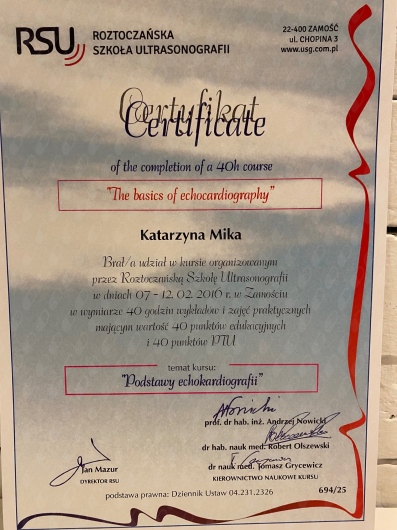 RSU
ROZTOCZAŃSKA
SZKOŁA ULTRASONOGRAFII
22-400 ZAMOŚĆ
ul. CHOPINA 3
www.usg.com.pl
Certyfikat
Certificate
of the completion of a 40h course
"The basics of echocardiography"
Katarzyna Mika
Brał/a udział w kursie organizowanym
przez Roztoczańską Szkołę Ultrasonografii
w dniach 07 - 12. 02. 2016 r. w Zamościu
w wymiarze 40 godzin wykładów i zajęć praktycznych
mającym wartość 40 punktów edukacyjnych
i 40 punktów PTU
temat kursu:
"Podstawy echokardiografii"
prof. dr hab. inż. Andrzej Nowicki
dr hab. nauk med. Robert Olszewski
dr nauk med. Tomasz Grycewicz
KIEROWNICTWO NAUKOWE KURSU
Jan Mazur
DYREKTOR RSU
podstawa prawna: Dziennik Ustaw 04.231.2326
694/25